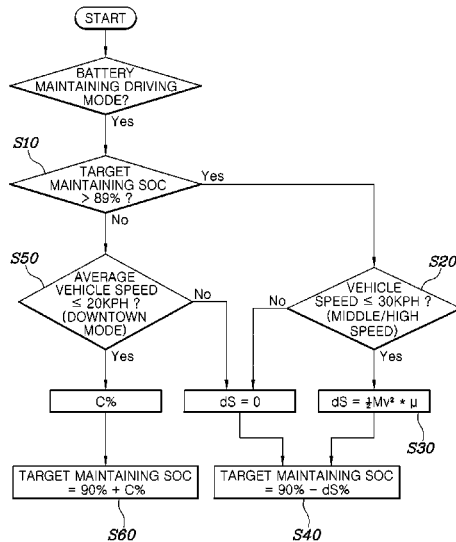 START
BATTERY
MAINTAINING DRIVING
MODE?
Yes
S10
TARGET
MAINTAINING SOC
> 89% ?
Yes
No
S50
AVERAGE
VEHICLE SPEED
≤ 20KPH ?
(DOWNTOWN
MODE)
No
Yes
S20
VEHICLE
SPEED ≤ 30KPH ?
(MIDDLE/HIGH
SPEED)
No
Yes
C%
dS = 0
dS = ½Mv² * μ
S30
TARGET MAINTAINING SOC
= 90% + C%
S60
TARGET MAINTAINING SOC
= 90% − dS%
S40